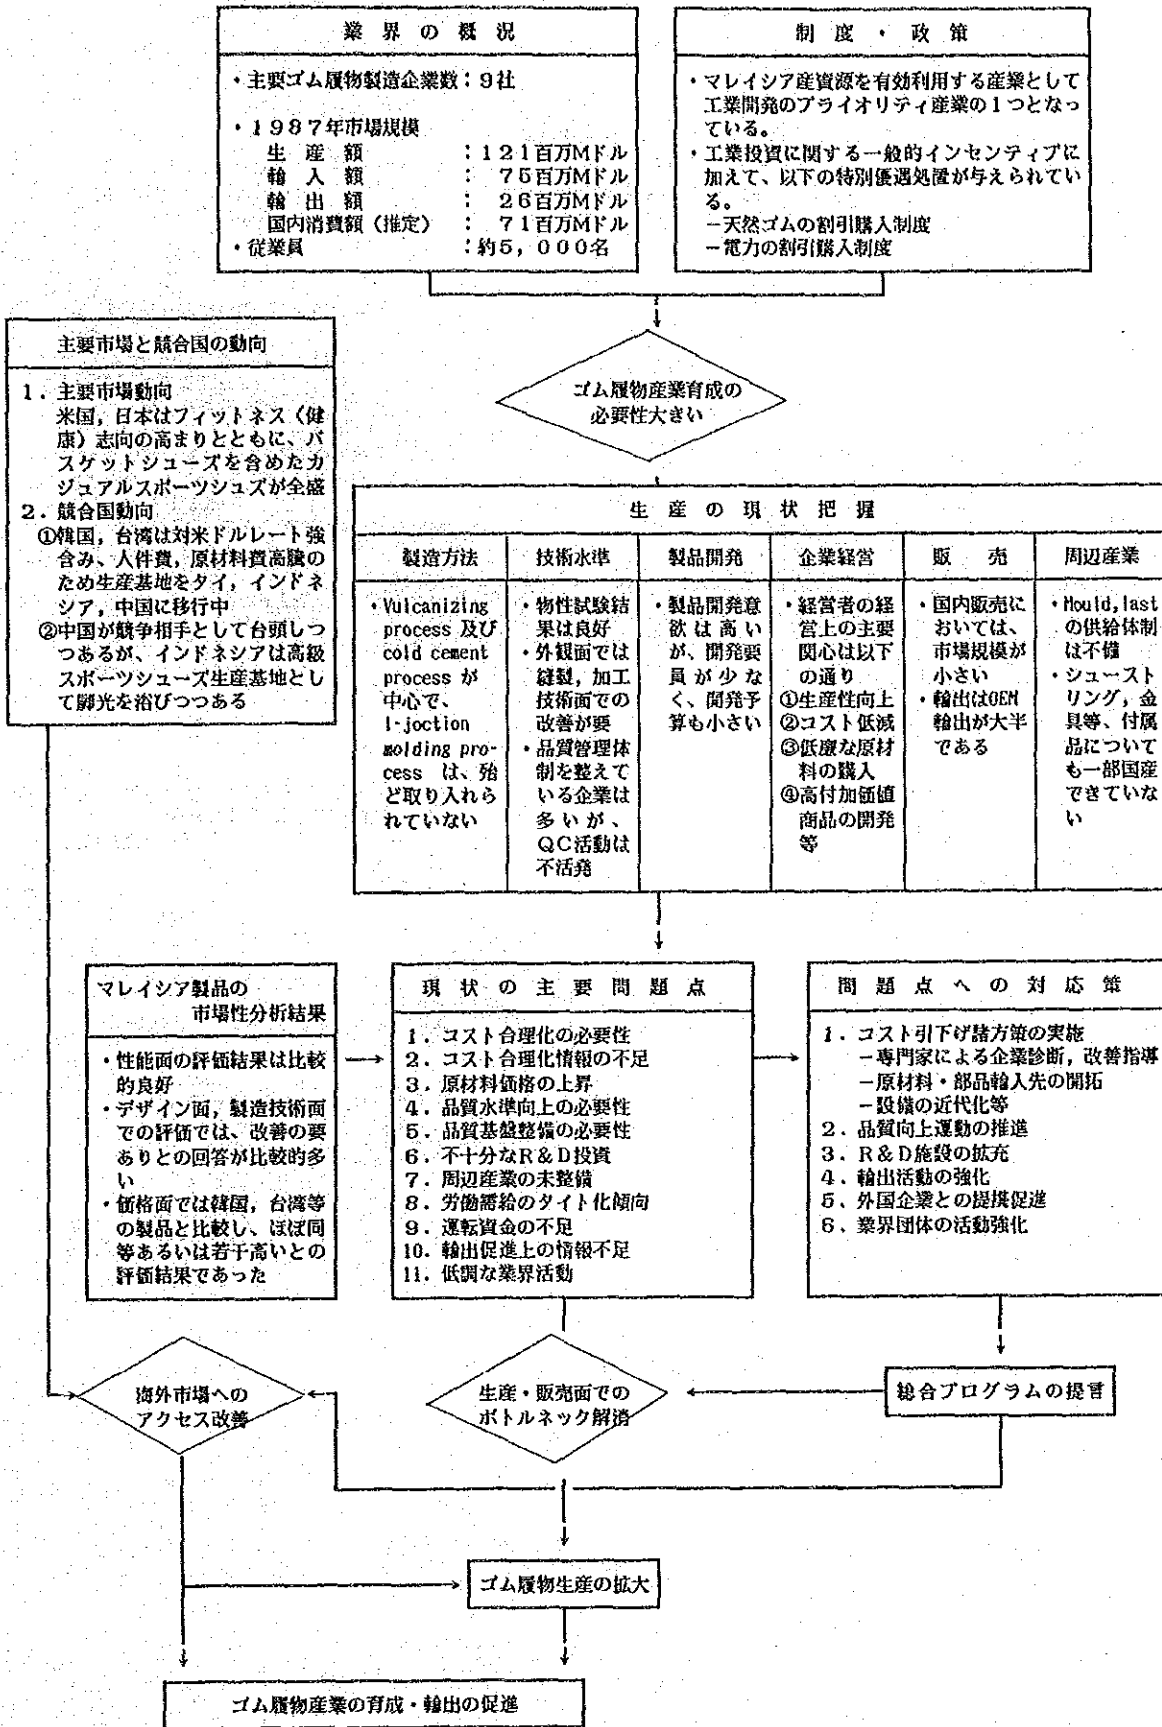 業界の概況
・主要ゴム履物製造企業数:9社
・1987年市場規模
生産額 :121百万Mドル
輸入額 : 75百万Mドル
輸出額 : 26百万Mドル
国内消費額(推定) : 71百万Mドル
・従業員 :約5,000名
制度・政策
・マレイシア産資源を有効利用する産業として
工業開発のプライオリティ産業の1つとなっ
ている。
・工業投資に関する一般的インセンティブに
加えて、以下の特別優遇処置が与えられてい
る。
-天然ゴムの割引購入制度
-電力の割引購入制度
ゴム履物産業育成の
必要性大きい
主要市場と競合国の動向
1.主要市場動向
米国,日本はフィットネス(健
康)志向の高まりとともに、バ
スケットシューズを含めたカ
ジュアルスポーツシュズが全盛
2.競合国動向
①韓国,台湾は対米ドルレート強
含み、人件費,原材料費高騰の
ため生産基地をタイ,インドネ
シア,中国に移行中
②中国が競争相手として台頭しつ
つあるが、インドネシアは高級
スポーツシューズ生産基地とし
て脚光を浴びつつある
生産の現状把握
製造方法
・Vulcanizing
process 及び
cold cement
process が
中心で、
I-joction
molding pro-
cess は、殆
ど取り入れら
れていない
技術水準
・物性試験結
果は良好
・外観面では
縫製,加工
技術面での
改善が要
・品質管理体
制を整えて
いる企業は
多いが、
QC活動は
不活発
製品開発
・製品開発意
欲は高い
が、開発要
員が少な
く、開発予
算も小さい
企業経営
・経営者の経
営上の主要
関心は以下
の通り
①生産性向上
②コスト低減
③低廉な原材
料の購入
④高付加価値
商品の開発
等
販売
・国内販売に
おいては、
市場規模が
小さい
・輸出はOEM
輸出が大半
である
周辺産業
・Mould,last
の供給体制
は不備
・シュースト
リング,金
具等、付属
品について
も一部国産
できていな
い
マレイシア製品の
市場性分析結果
・性能面の評価結果は比較
的良好
・デザイン面,製造技術面
での評価では、改善の要
ありとの回答が比較的多
い
・価格面では韓国,台湾等
の製品と比較し、ほぼ同
等あるいは若干高いとの
評価結果であった
現状の主要問題点
1.コスト合理化の必要性
2.コスト合理化情報の不足
3.原材料価格の上昇
4.品質水準向上の必要性
5.品質基盤整備の必要性
6.不十分なR&D投資
7.周辺産業の未整備
8.労働需給のタイト化傾向
9.運転資金の不足
10.輸出促進上の情報不足
11.低調な業界活動
問題点への対応策
1.コスト引下げ諸方策の実施
-専門家による企業診断,改善指導
-原材料・部品輸入先の開拓
-設備の近代化等
2.品質向上運動の推進
3.R&D施設の拡充
4.輸出活動の強化
5.外国企業との提携促進
6.業界団体の活動強化
海外市場への
アクセス改善
生産・販売面での
ボトルネック解消
総合プログラムの提言
ゴム履物生産の拡大
ゴム履物産業の育成・輸出の促進